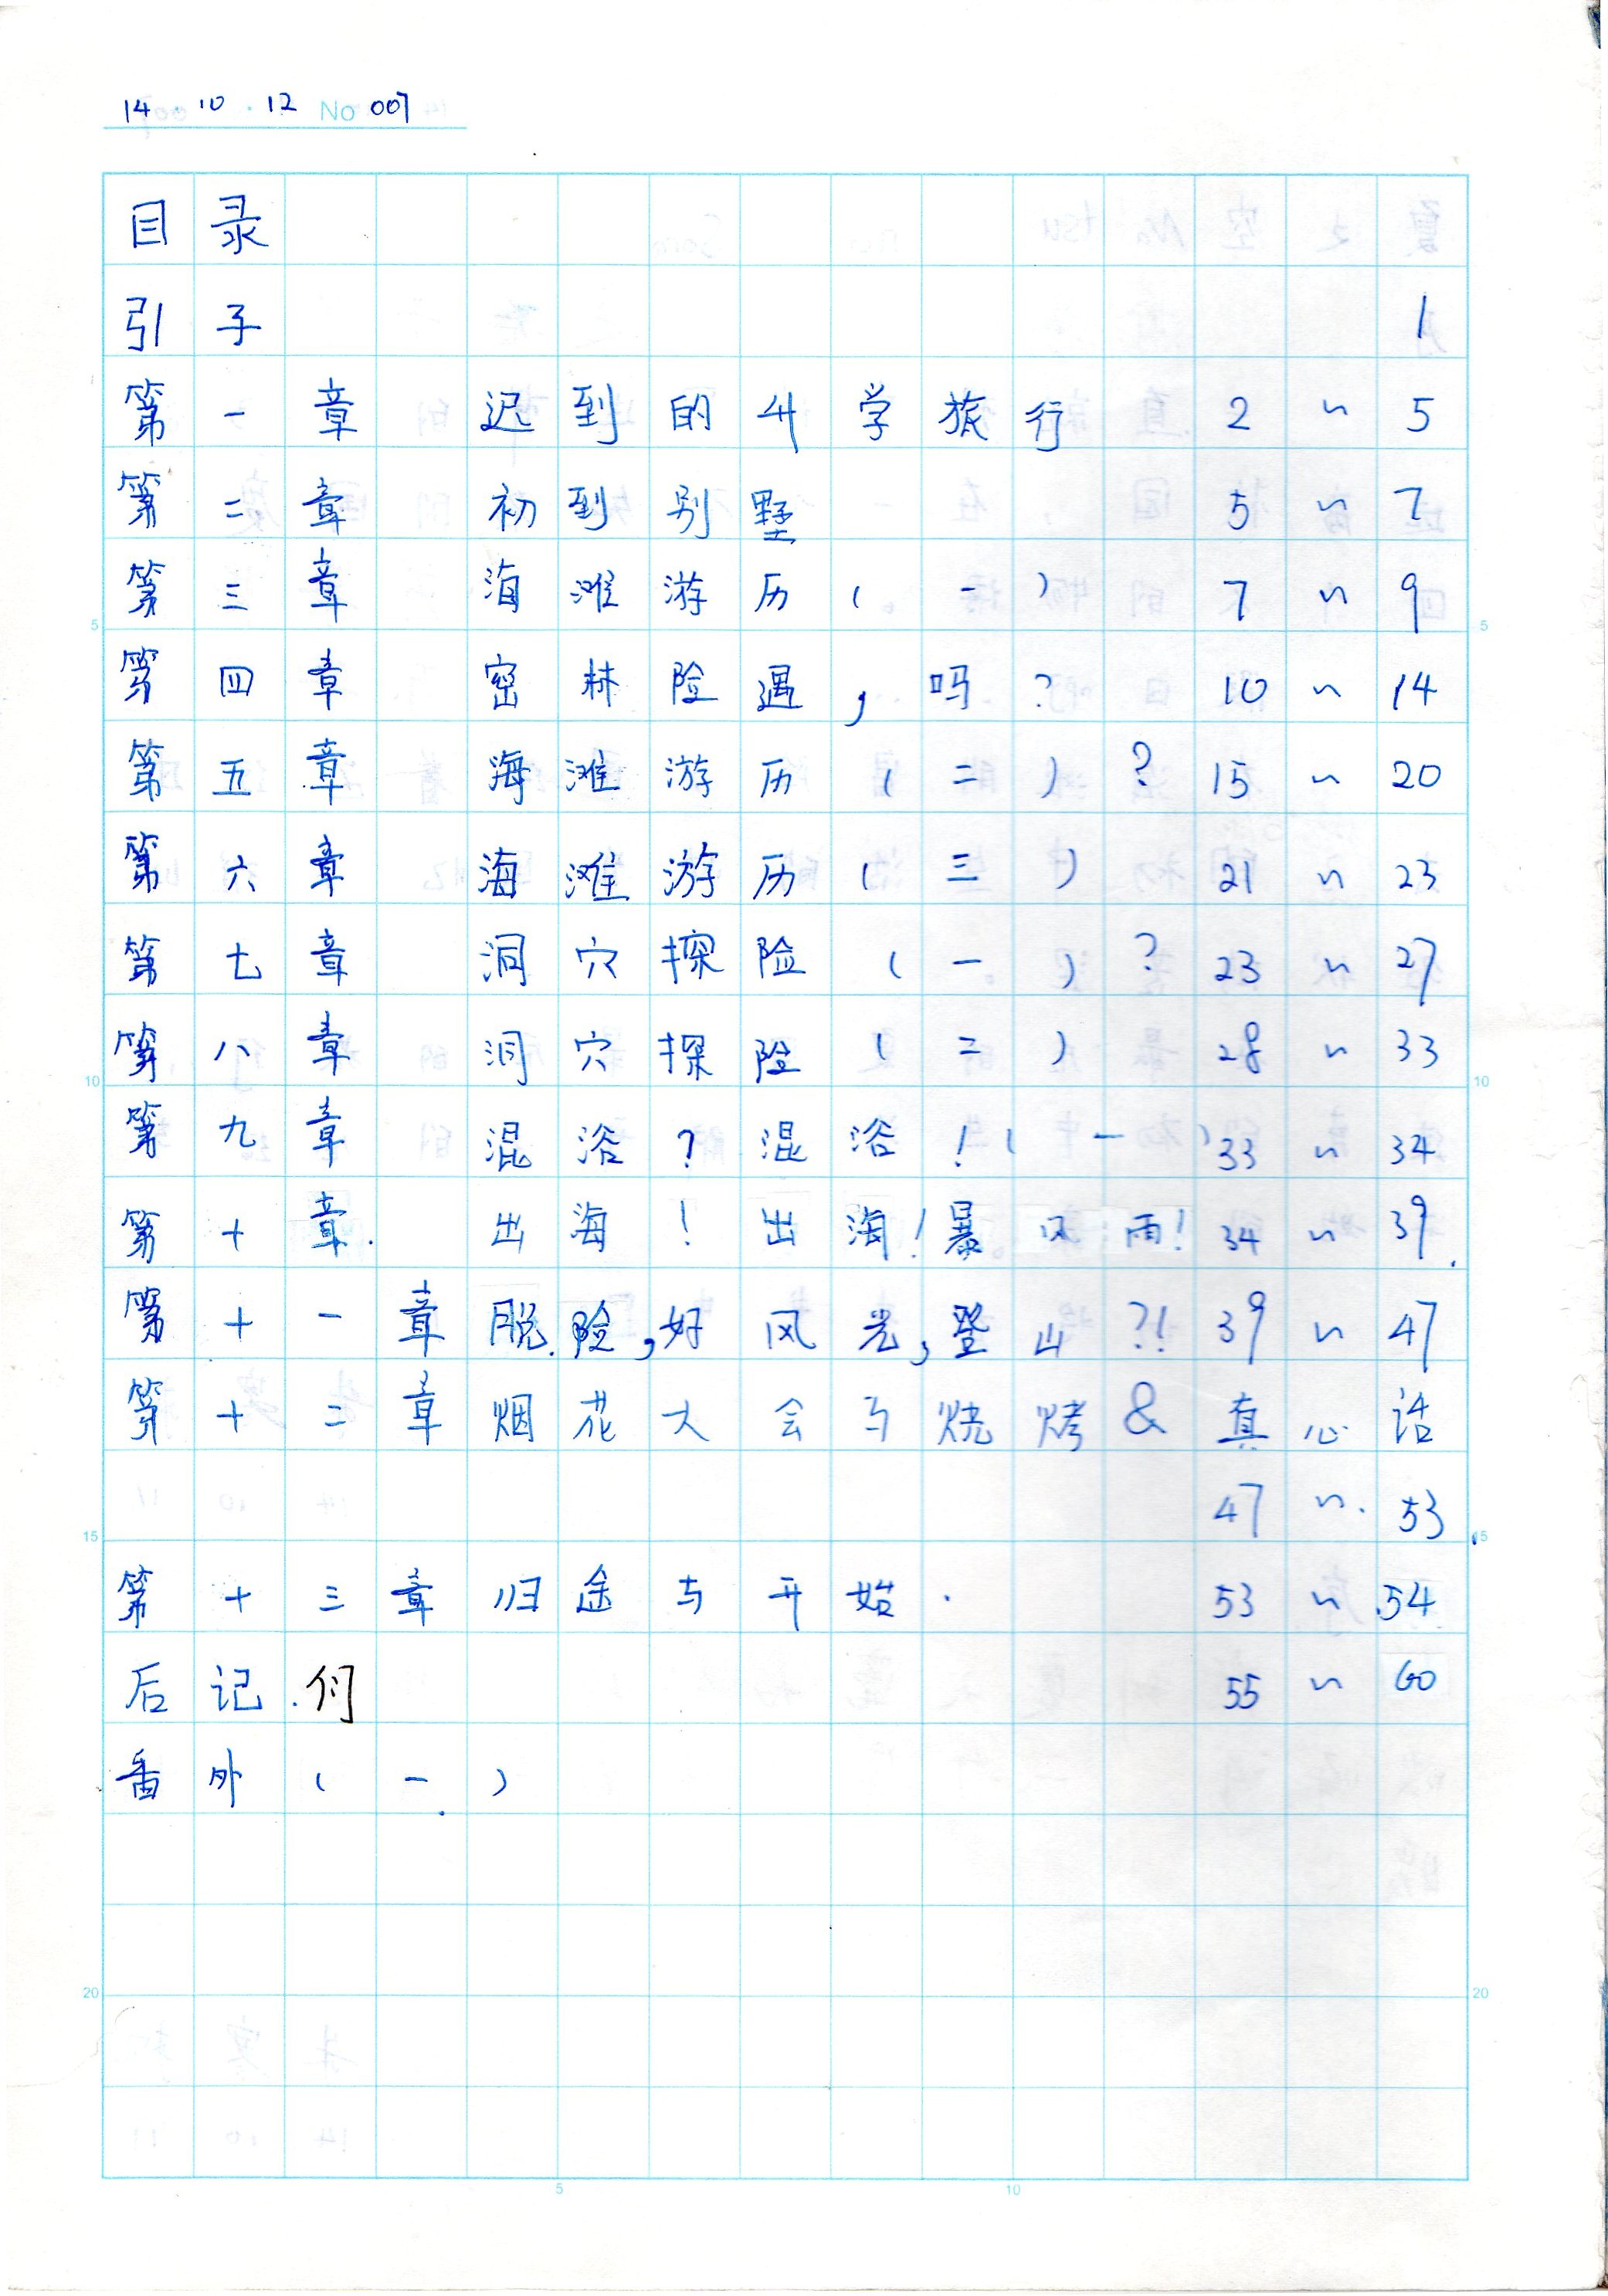 14.10.12 No 007
目录
引子 1
第一章 迟到的升学旅行 2~5
第二章 初到别墅 5~7
第三章 海滩游历(一) 7~9
第四章 密林险遇,吗? 10~14
第五章 海滩游历(二)? 15~20
第六章 海滩游历(三) 21~23
第七章 洞穴探险(一)? 23~27
第八章 洞穴探险(二) 28~33
第九章 混浴?混浴!(一) 33~34
第十章. 出海!出海!暴风雨! 34~39.
第十一章 脱险,好风光,登山?! 39~47
第十二章 烟花大会与烧烤&真心话
47~53
第十三章 归途与开始. 53~54
后记.们 55~60
番外(一)
5 5
10 10
15 15
20 20
5 10